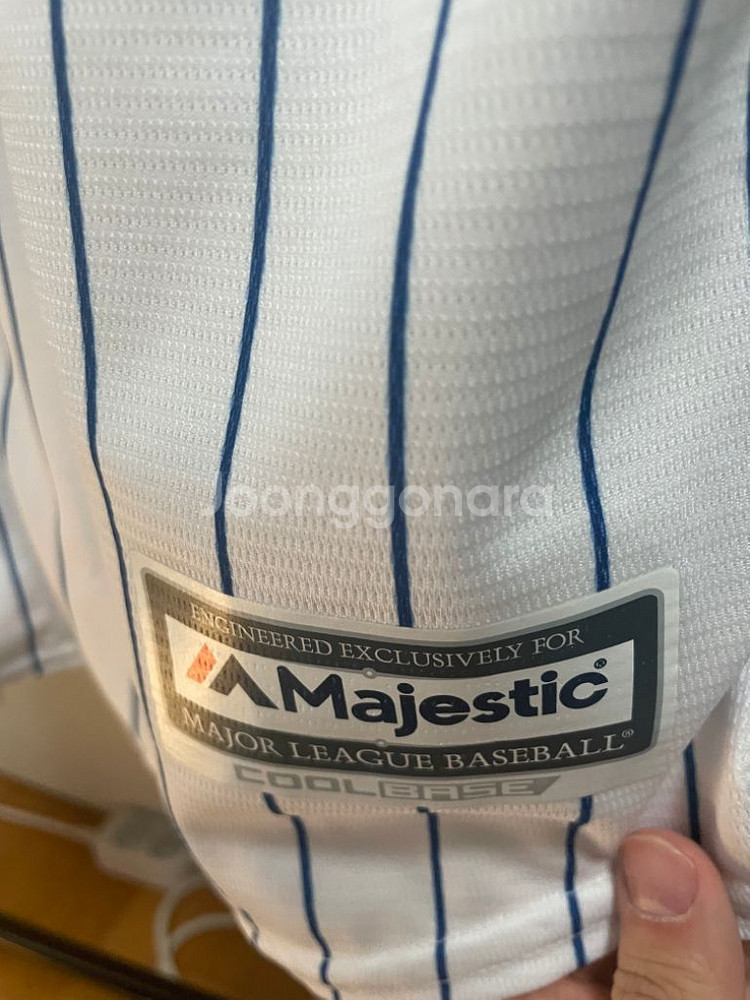 Joonggonara
ENGINEERED EXCLUSIVELY FOR
Majestic®
MAJOR LEAGUE BASEBALL®
COOLBASE